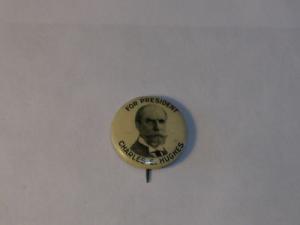 FOR PRESIDENT
CHARLES E. HUGHES